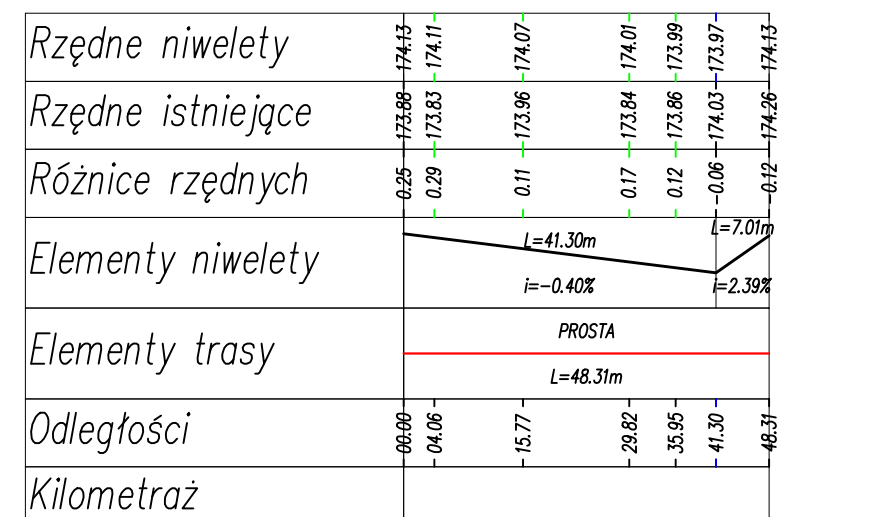 Rzędne niwelety 174.13 174.11 174.07 174.01 173.99 173.97 174.13
Rzędne istniejące 173.88 173.83 173.96 173.84 173.86 174.03 174.26
Różnice rzędnych 0.25 0.29 0.11 0.17 0.12 -0.06 -0.12
Elementy niwelety L=41.30m L=7.01m
i=-0.40% i=2.39%
Elementy trasy PROSTA
L=48.31m
Odległości 00.00 04.06 15.77 29.82 35.95 41.30 48.31
Kilometraż